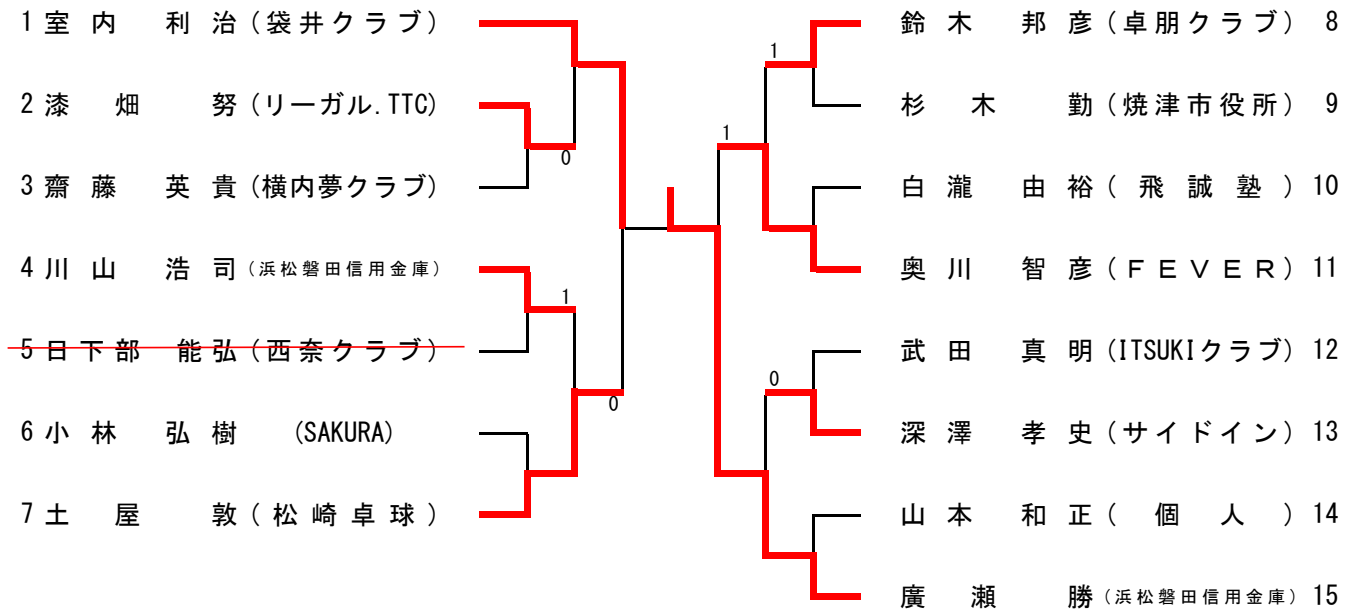 1 室内 利治 (袋井クラブ)
2 漆畑 努 (リーガル.TTC)
0
3 齋藤 英貴 (横内夢クラブ)
4 川山 浩司 (浜松磐田信用金庫)
1
5 日下部 能弘 (西奈クラブ)
0
6 小林 弘樹 (SAKURA)
7 土屋 敦 (松崎卓球)
鈴木 邦彦 (卓朋クラブ) 8
1
杉木 勤 (焼津市役所) 9
1
白瀧 由裕 (飛誠塾) 10
奥川 智彦 (FEVER) 11
武田 真明 (ITSUKIクラブ) 12
0
深澤 孝史 (サイドイン) 13
山本 和正 (個人) 14
廣瀬 勝 (浜松磐田信用金庫) 15